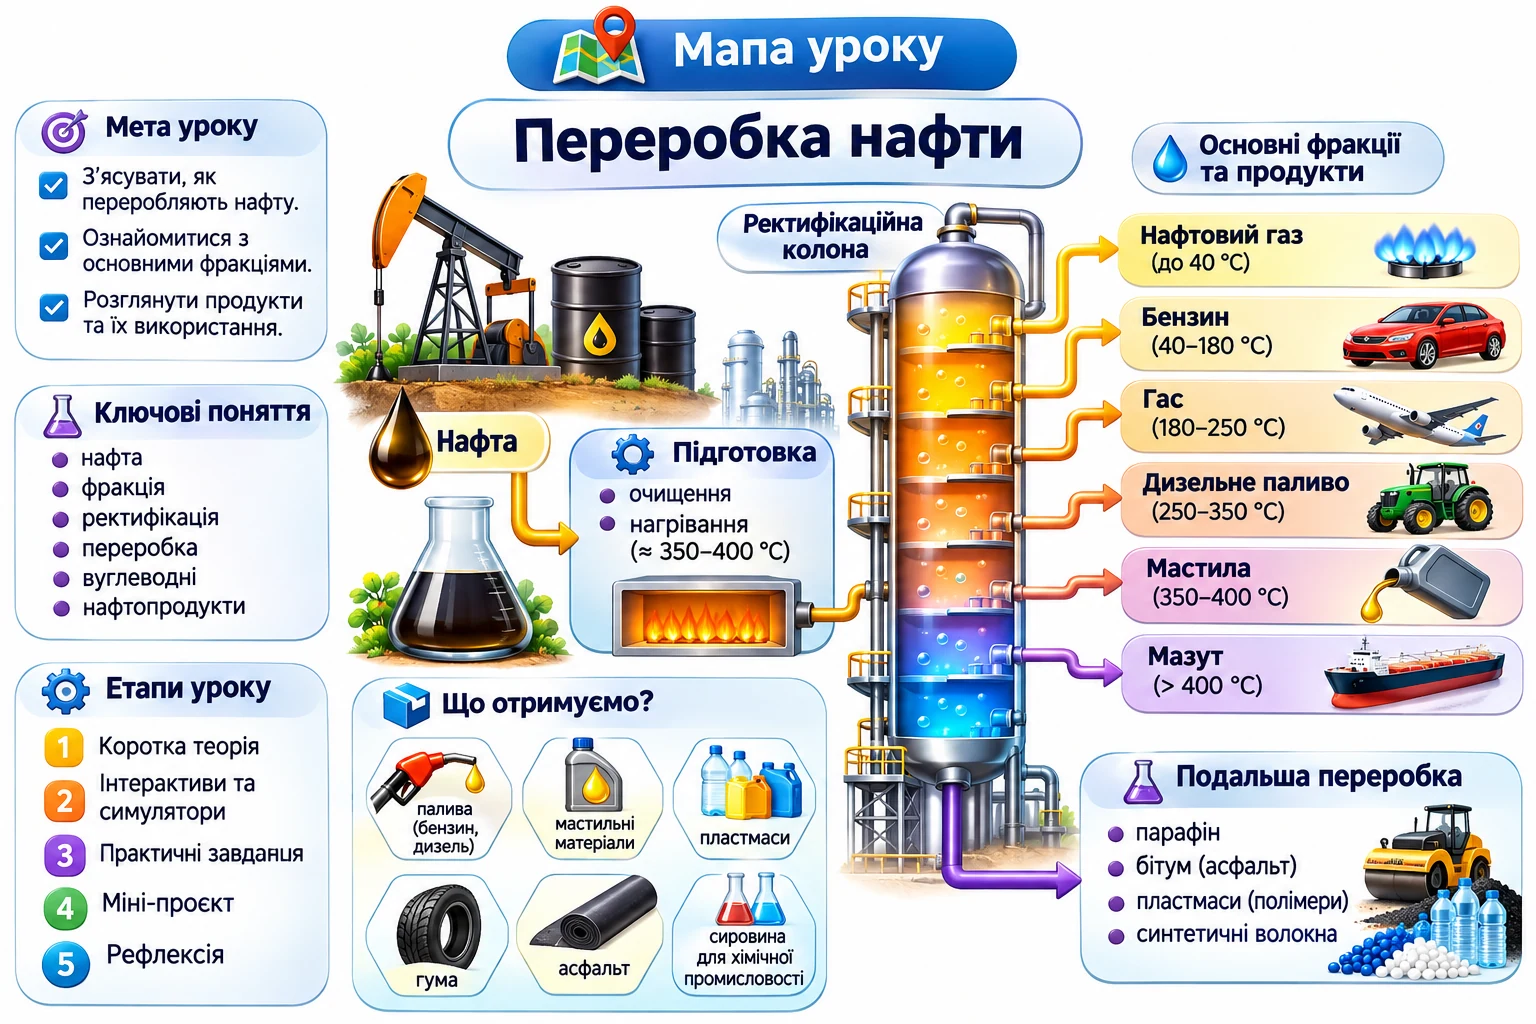 Мапа уроку
Переробка нафти
Мета уроку
З'ясувати, як
переробляють нафту.
Ознайомитися з
основними фракціями.
Розглянути продукти
та їх використання.
Ключові поняття
нафта
фракція
ректифікація
переробка
вуглеводні
нафтопродукти
Етапи уроку
1 Коротка теорія
2 Інтерактиви та
симулятори
3 Практичні завдання
4 Міні-проєкт
5 Рефлексія
Нафта
Підготовка
очищення
нагрівання
(≈ 350–400 °C)
Ректифікаційна
колона
Що отримуємо?
палива
(бензин,
дизель)
мастильні
матеріали
пластмаси
гума
асфальт
сировина
для хімічної
промисловості
Основні фракції
та продукти
Нафтовий газ
(до 40 °C)
Бензин
(40–180 °C)
Гас
(180–250 °C)
Дизельне паливо
(250–350 °C)
Мастила
(350–400 °C)
Мазут
(> 400 °C)
Подальша переробка
парафін
бітум (асфальт)
пластмаси (полімери)
синтетичні волокна